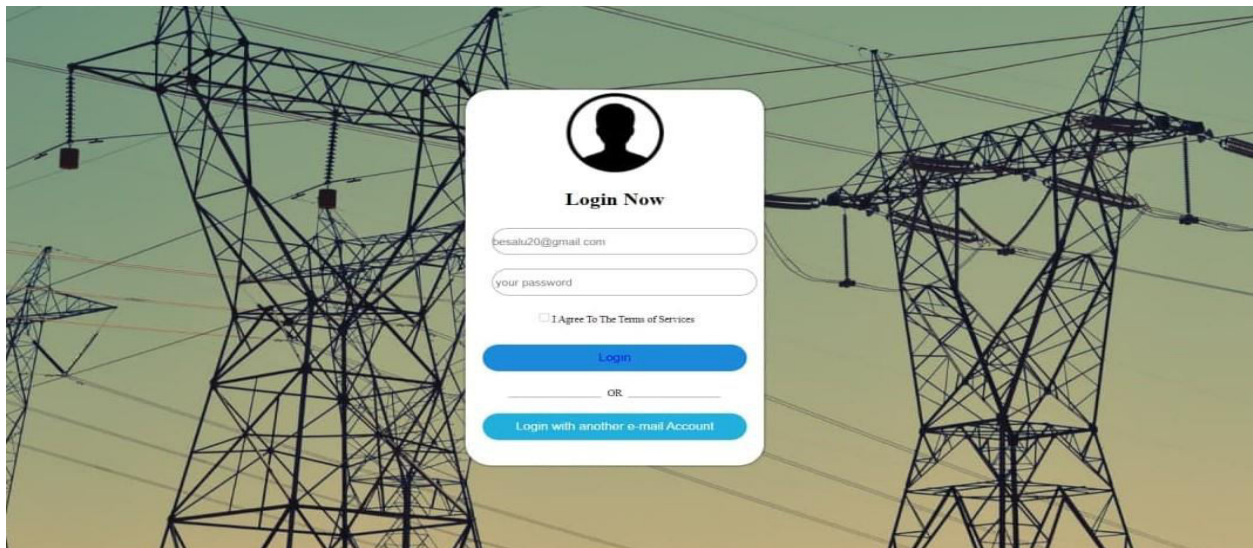 Login Now
besalu20@gmail.com
your password
I Agree To The Terms of Services
Login
OR
Login with another e-mail Account